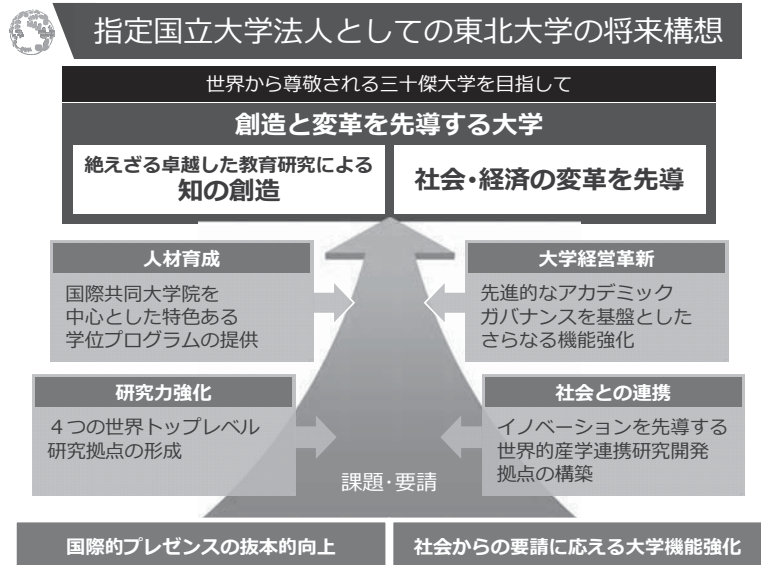 指定国立大学法人としての東北大学の将来構想
世界から尊敬される三十傑大学を目指して
創造と変革を先導する大学
絶えざる卓越した教育研究による
知の創造
社会・経済の変革を先導
人材育成
国際共同大学院を
中心とした特色ある
学位プログラムの提供
大学経営革新
先進的なアカデミック
ガバナンスを基盤とした
さらなる機能強化
研究力強化
４つの世界トップレベル
研究拠点の形成
社会との連携
イノベーションを先導する
世界的産学連携研究開発
拠点の構築
課題・要請
国際的プレゼンスの抜本的向上
社会からの要請に応える大学機能強化